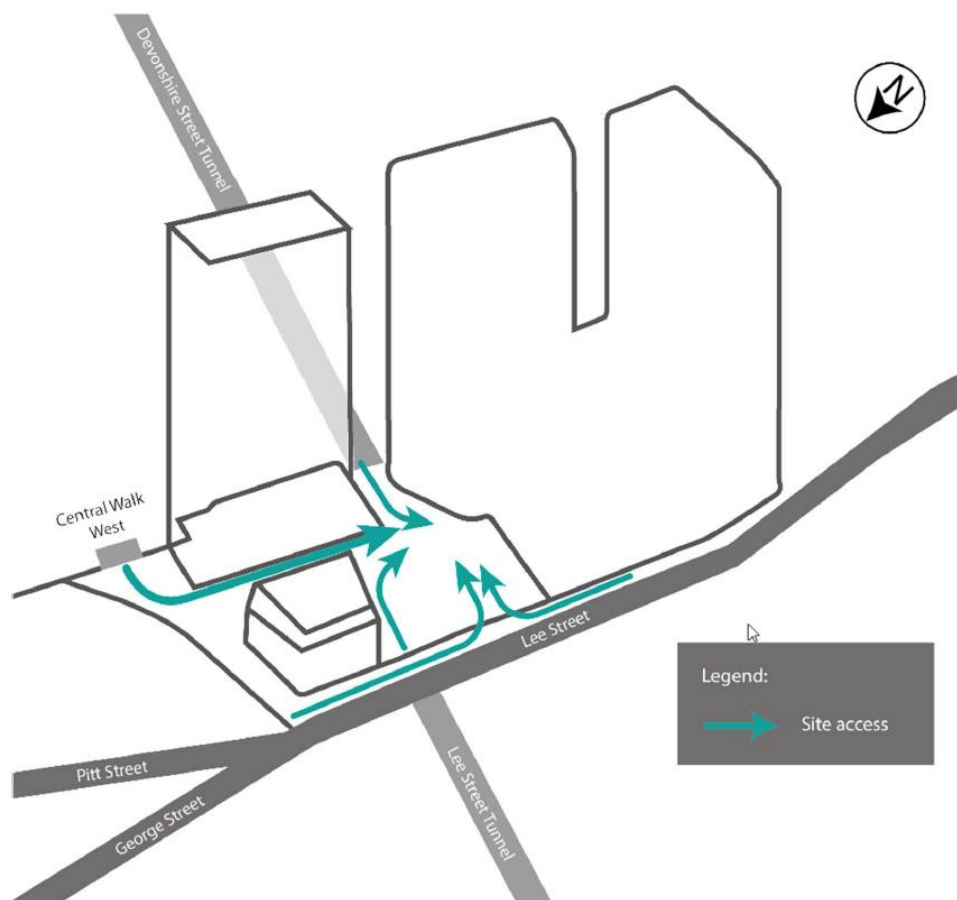 Devonshire Street Tunnel
N
Central Walk
West
Lee Street
Legend:
Site access
Pitt Street
George Street
Lee Street Tunnel